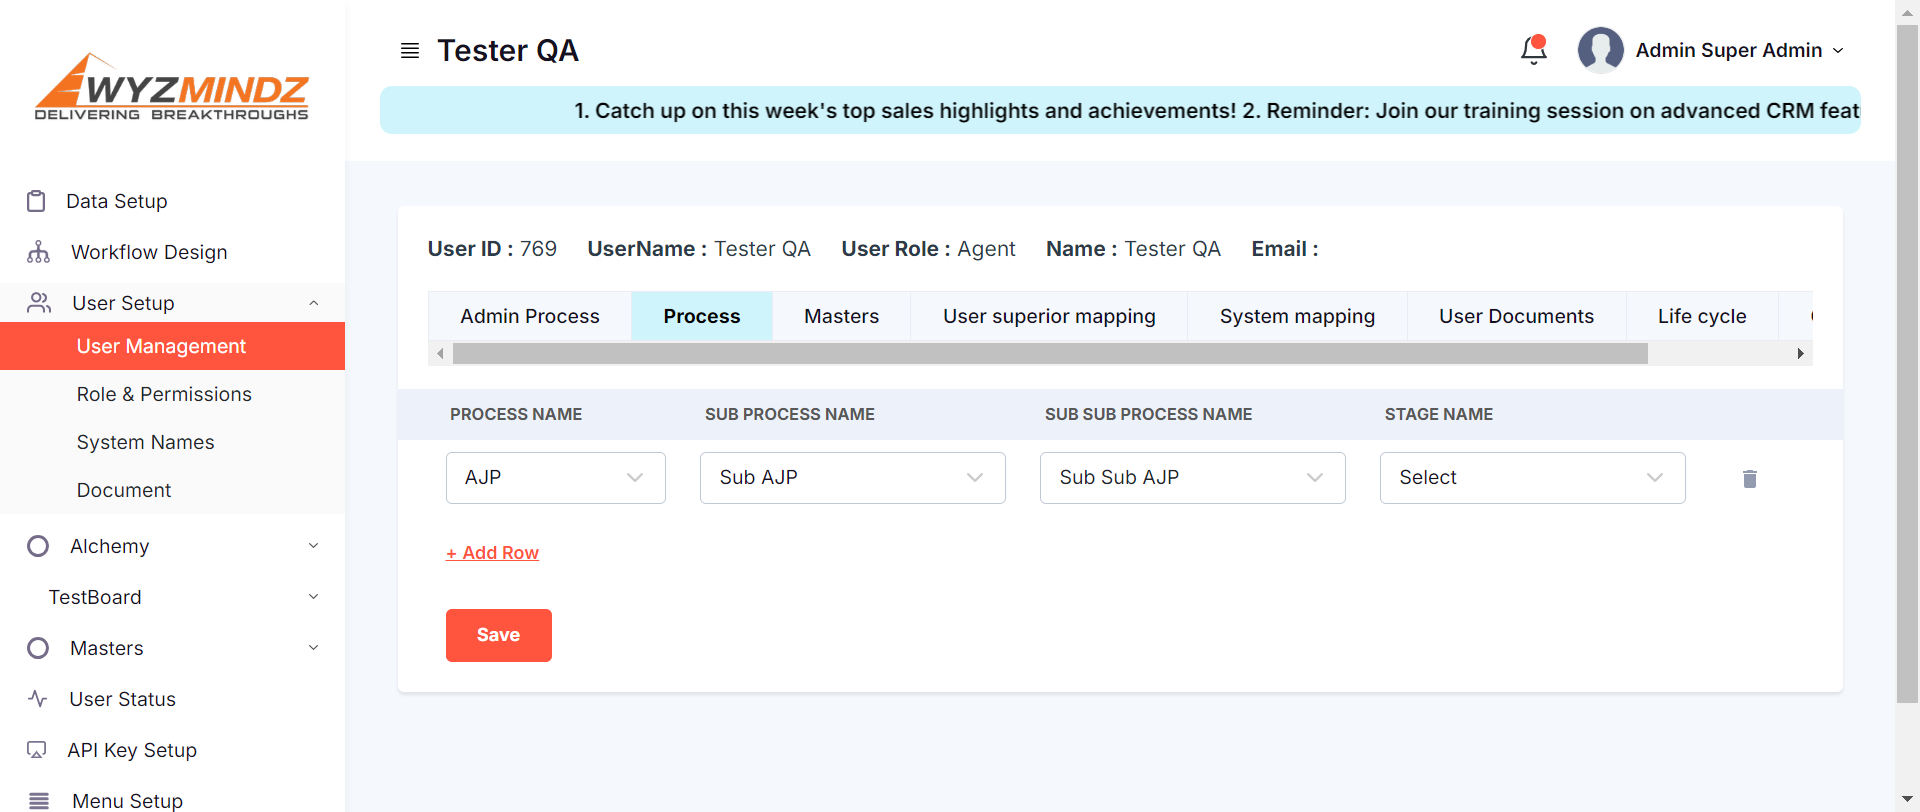 WYZMINDZ
DELIVERING BREAKTHROUGHS
Data Setup
Workflow Design
User Setup
User Management
Role & Permissions
System Names
Document
Alchemy
TestBoard
Masters
User Status
API Key Setup
Menu Setup
Tester QA
Admin Super Admin
1. Catch up on this week's top sales highlights and achievements! 2. Reminder: Join our training session on advanced CRM feat
User ID : 769 UserName : Tester QA User Role : Agent Name : Tester QA Email :
Admin Process Process Masters User superior mapping System mapping User Documents Life cycle
PROCESS NAME SUB PROCESS NAME SUB SUB PROCESS NAME STAGE NAME
AJP Sub AJP Sub Sub AJP Select
+ Add Row
Save